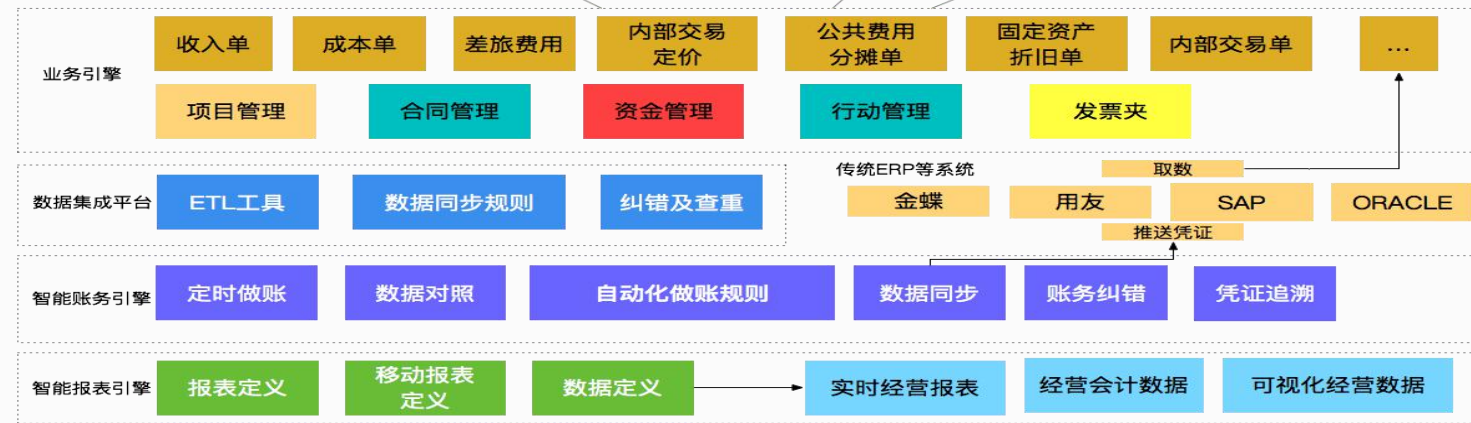 收入单
成本单
差旅费用
内部交易
定价
公共费用
分摊单
固定资产
折旧单
内部交易单
...
业务引擎
项目管理
合同管理
资金管理
行动管理
发票夹
传统ERP等系统
取数
数据集成平台
ETL工具
数据同步规则
纠错及查重
金蝶
用友
SAP
ORACLE
推送凭证
智能账务引擎
定时做账
数据对照
自动化做账规则
数据同步
账务纠错
凭证追溯
智能报表引擎
报表定义
移动报表
定义
数据定义
实时经营报表
经营会计数据
可视化经营数据